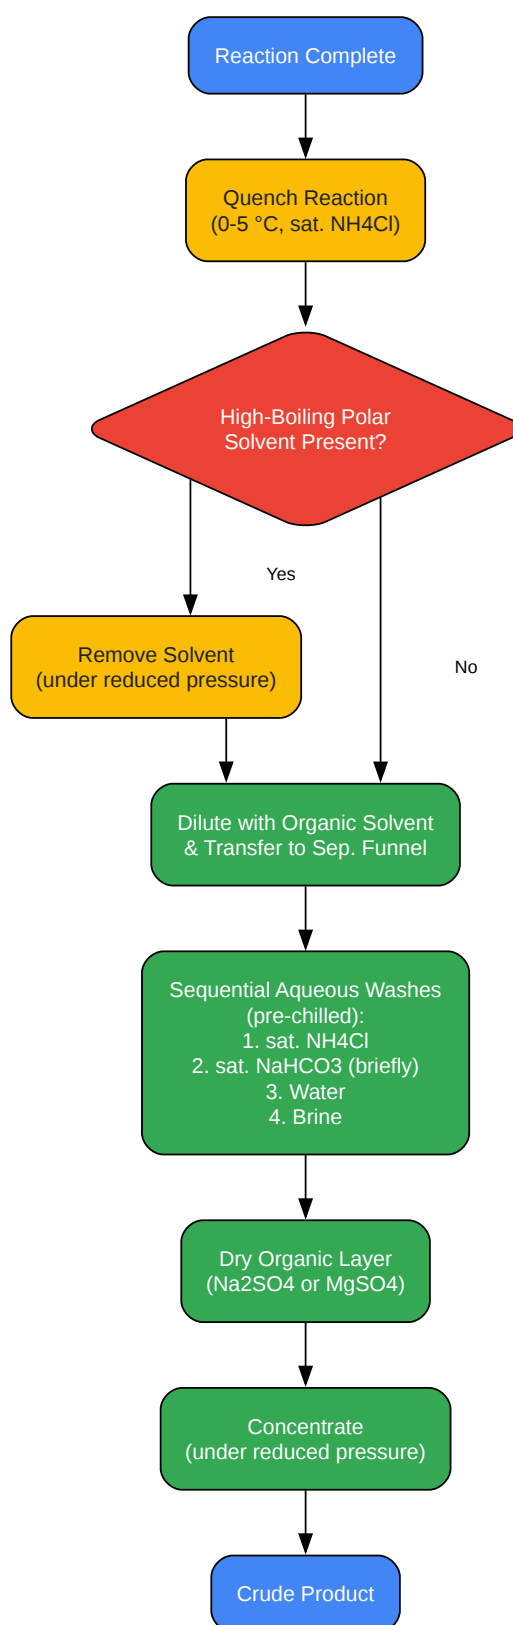 Reaction Complete
Quench Reaction
(0-5 °C, sat. NH4Cl)
High-Boiling Polar
Solvent Present?
Yes
Remove Solvent
(under reduced pressure)
No
Dilute with Organic Solvent
& Transfer to Sep. Funnel
Sequential Aqueous Washes
(pre-chilled):
1. sat. NH4Cl
2. sat. NaHCO3 (briefly)
3. Water
4. Brine
Dry Organic Layer
(Na2SO4 or MgSO4)
Concentrate
(under reduced pressure)
Crude Product